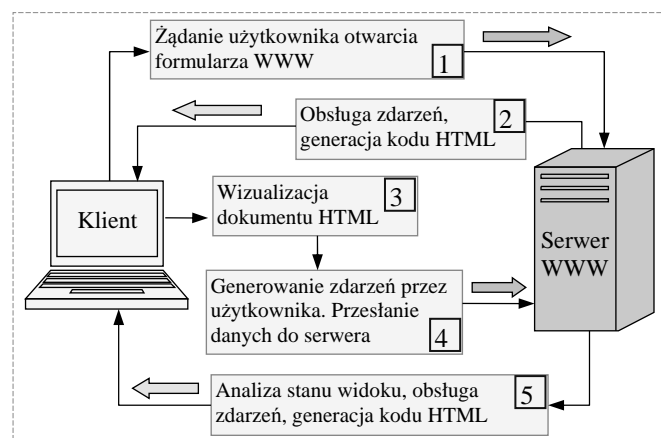 Żądanie użytkownika otwarcia
formularza WWW
1
Obsługa zdarzeń,
generacja kodu HTML
2
Klient
Wizualizacja
dokumentu HTML
3
Serwer
WWW
Generowanie zdarzeń przez
użytkownika. Przesłanie
danych do serwera
4
Analiza stanu widoku, obsługa
zdarzeń, generacja kodu HTML
5